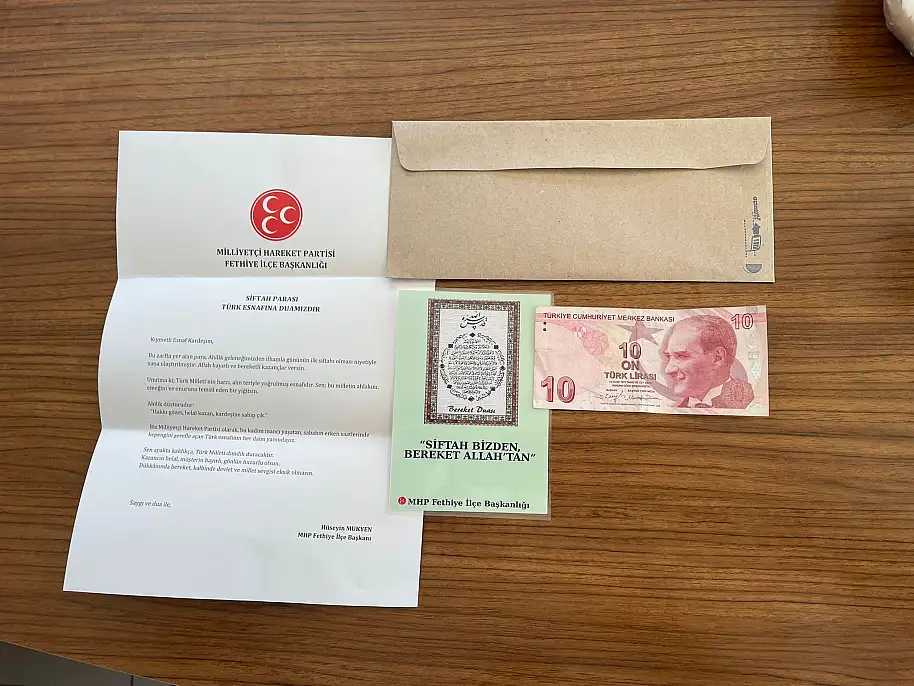 MİLLİYETÇİ HAREKET PARTİSİ
FETHİYE İLÇE BAŞKANLIĞI
SİFTAH PARASI
TÜRK ESNAFINA DUAMIZDIR
Kıymetli Esnaf Kardeşim,
Bu zarfta yer alan para, Ahilik geleneğimizden ilhamla gününün ilk siftahı olması niyetiyle
sana ulaştırılmıştır. Allah hayırlı ve bereketli kazançlar versin.
Unutma ki, Türk Milleti'nin harcı, alın teriyle yoğrulmuş esnaftır. Sen; bu milletin ahlakını,
emeğini ve onurunu temsil eden bir yiğitsin.
Ahilik düsturudur:
"Hakkı gözet, helal kazan, kardeşine sahip çık."
Biz Milliyetçi Hareket Partisi olarak, bu kadim inancı yaşatan, sabahın erken saatlerinde
kepengini şerefle açan Türk esnafının her daim yanındayız.
Sen ayakta kaldıkça, Türk Milleti dimdik duracaktır.
Kazancın helal, müşterin hayırlı, günün huzurlu olsun.
Dükkânında bereket, kalbinde devlet ve millet sevgisi eksik olmasın.
Saygı ve dua ile,
Hüseyin MUKYEN
MHP Fethiye İlçe Başkanı
Bereket Duası
"SİFTAH BİZDEN,
BEREKET ALLAH'TAN"
MHP Fethiye İlçe Başkanlığı
TÜRKİYE CUMHURİYET MERKEZ BANKASI
10
10
ON
TÜRK LİRASI
10